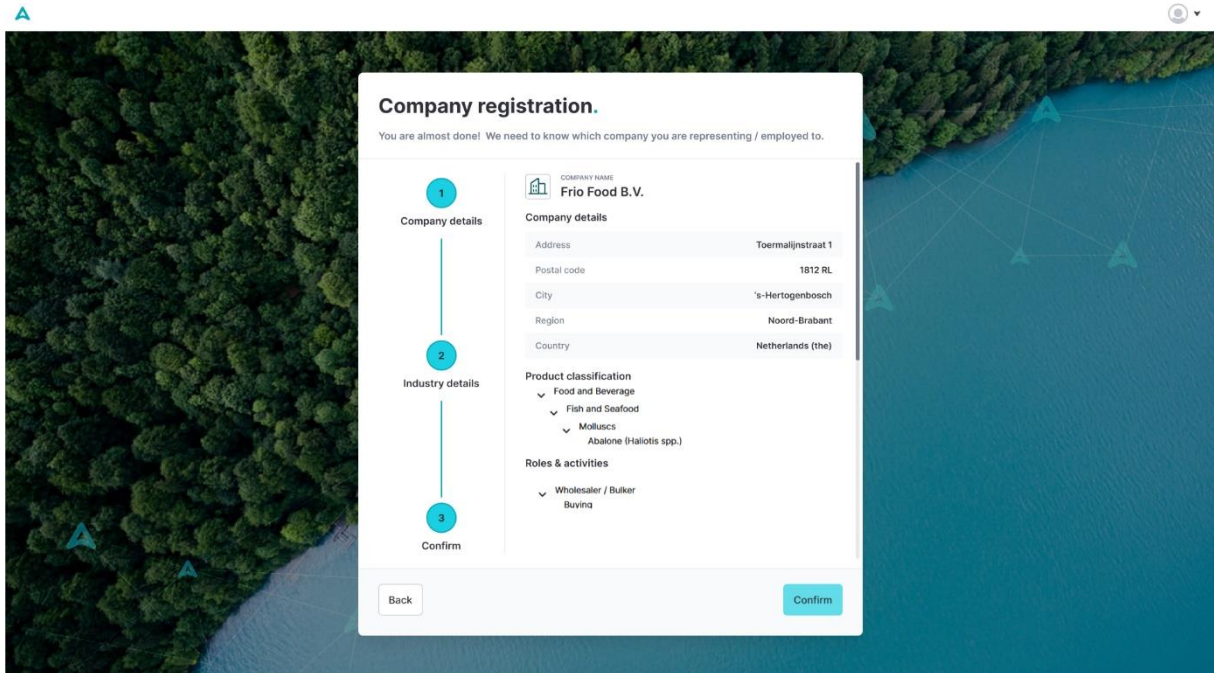 Company registration.
You are almost done! We need to know which company you are representing / employed to.
1
Company details
2
Industry details
3
Confirm
COMPANY NAME
Frio Food B.V.
Company details
Address Toermalijnstraat 1
Postal code 1812 RL
City 's-Hertogenbosch
Region Noord-Brabant
Country Netherlands (the)
Product classification
Food and Beverage
Fish and Seafood
Molluscs
Abalone (Haliotis spp.)
Roles & activities
Wholesaler / Bulker
Buying
Back Confirm